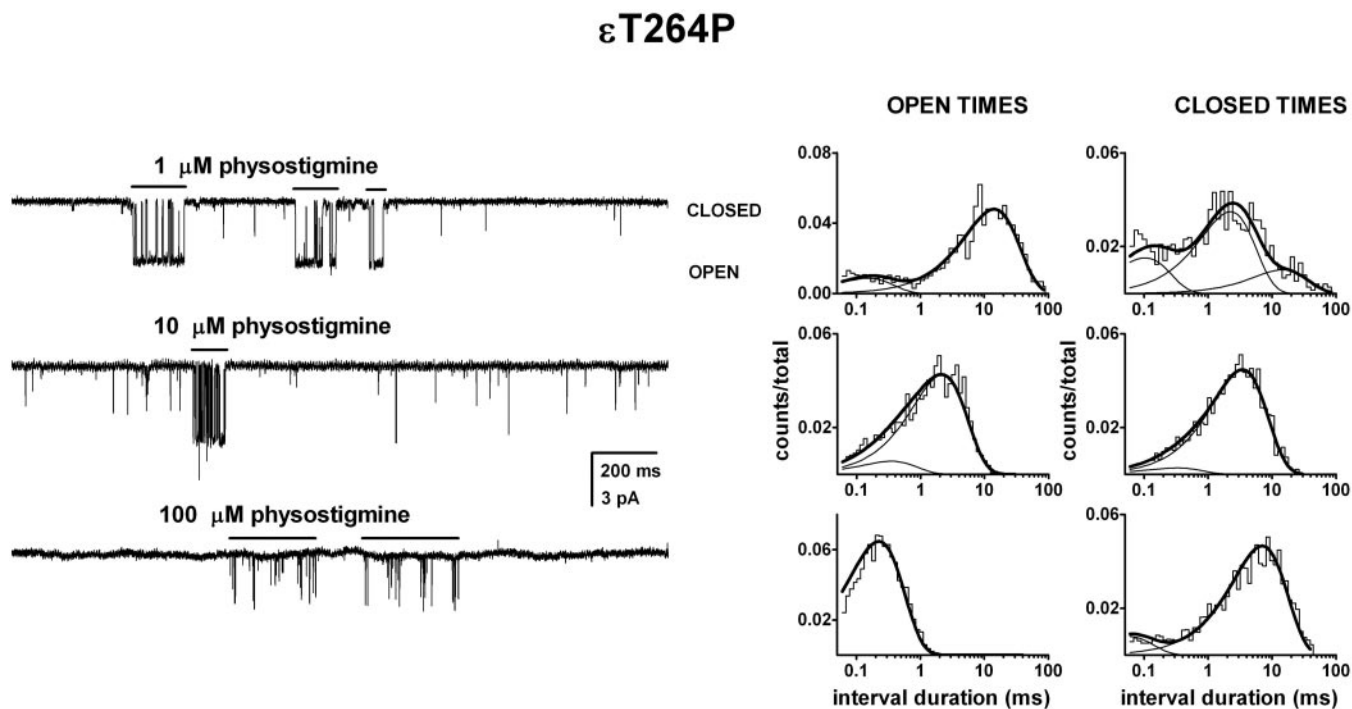 εT264P
OPEN TIMES
CLOSED TIMES
1 μM physostigmine
CLOSED
OPEN
10 μM physostigmine
200 ms
3 pA
100 μM physostigmine
0.08
0.04
0.00
0.1 1 10 100
0.06
0.02
0.1 1 10 100
counts/total
0.06
0.02
0.1 1 10 100
counts/total
0.06
0.02
0.1 1 10 100
0.06
0.02
0.1 1 10 100
interval duration (ms)
0.06
0.02
0.1 1 10 100
interval duration (ms)